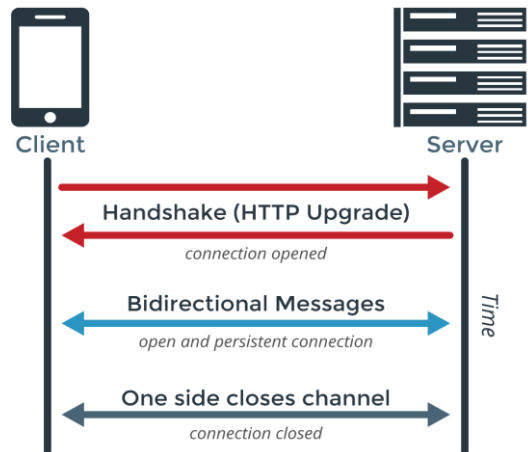 Client
Server
Handshake (HTTP Upgrade)
connection opened
Bidirectional Messages
open and persistent connection
Time
One side closes channel
connection closed